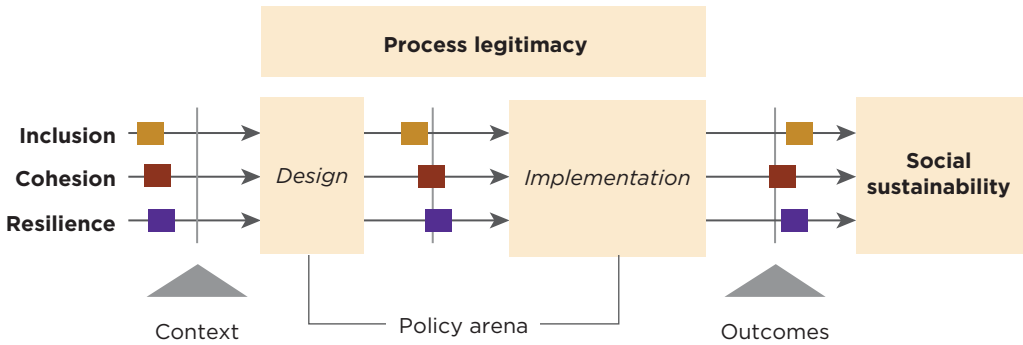 Process legitimacy
Inclusion
Cohesion
Resilience
Design
Implementation
Social
sustainability
Context
Policy arena
Outcomes